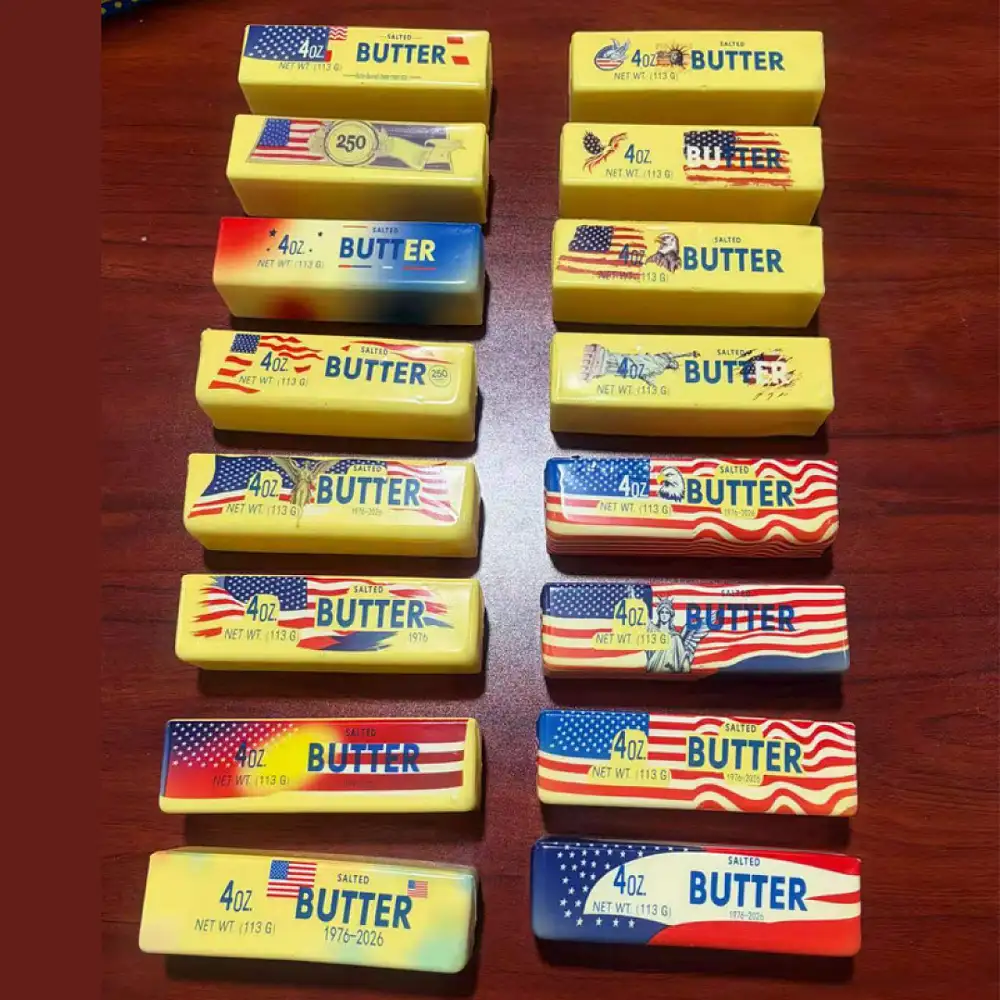 SALTED
4OZ. BUTTER
NET WT. (113 G)
SALTED
4OZ BUTTER
NET WT. (113 G)
250
4OZ. BUTTER
NET WT. (113 G)
SALTED
4OZ. BUTTER
NET WT. (113 G)
SALTED
4OZ. BUTTER
NET WT. (113 G)
SALTED
4OZ. BUTTER 250
NET WT. (113 G)
SALTED
4OZ. BUTTER
NET WT. (113 G)
SALTED
4OZ. BUTTER
NET WT. (113 G) 1976-2026
SALTED
4OZ. BUTTER
NET WT. (113 G) 1976-2026
SALTED
4OZ. BUTTER
NET WT. (113 G) 1976
SALTED
4OZ. BUTTER
NET WT. (113 G)
SALTED
4OZ. BUTTER
NET WT. (113 G)
SALTED
4OZ. BUTTER
NET WT. (113 G) 1976-2026
SALTED
4OZ. BUTTER
NET WT. (113 G) 1976-2026
SALTED
4OZ. BUTTER
NET WT. (113 G) 1976-2026